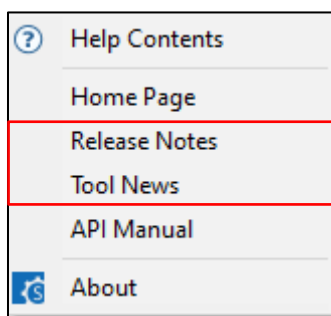 Help Contents
Home Page
Release Notes
Tool News
API Manual
About